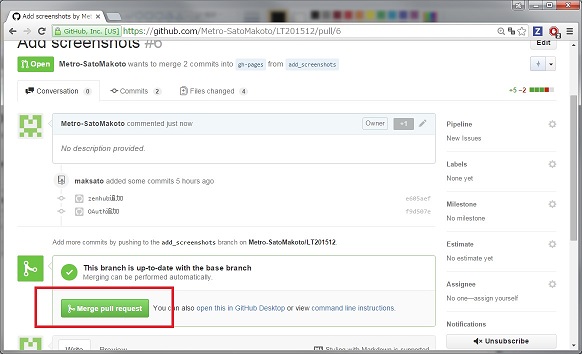 Add screenshots by Met
GitHub, Inc. [US] https://github.com/Metro-SatoMakoto/LT201512/pull/6
Add screenshots #6
Edit
Open Metro-SatoMakoto wants to merge 2 commits into gh-pages from add_screenshots
Conversation 0 Commits 2 Files changed 4
+5 −2
Metro-SatoMakoto commented just now Owner +1
No description provided.
maksato added some commits 5 hours ago
zenhub追加
OAuth追加
Add more commits by pushing to the add_screenshots branch on Metro-SatoMakoto/LT201512.
This branch is up-to-date with the base branch
Merging can be performed automatically.
Merge pull request You can also open this in GitHub Desktop or view command line instructions.
Write Preview Styling with Markdown is supported
Pipeline
New Issues
Labels
None yet
Milestone
No milestone
Estimate
No estimate yet
Assignee
No one—assign yourself
Notifications
Unsubscribe